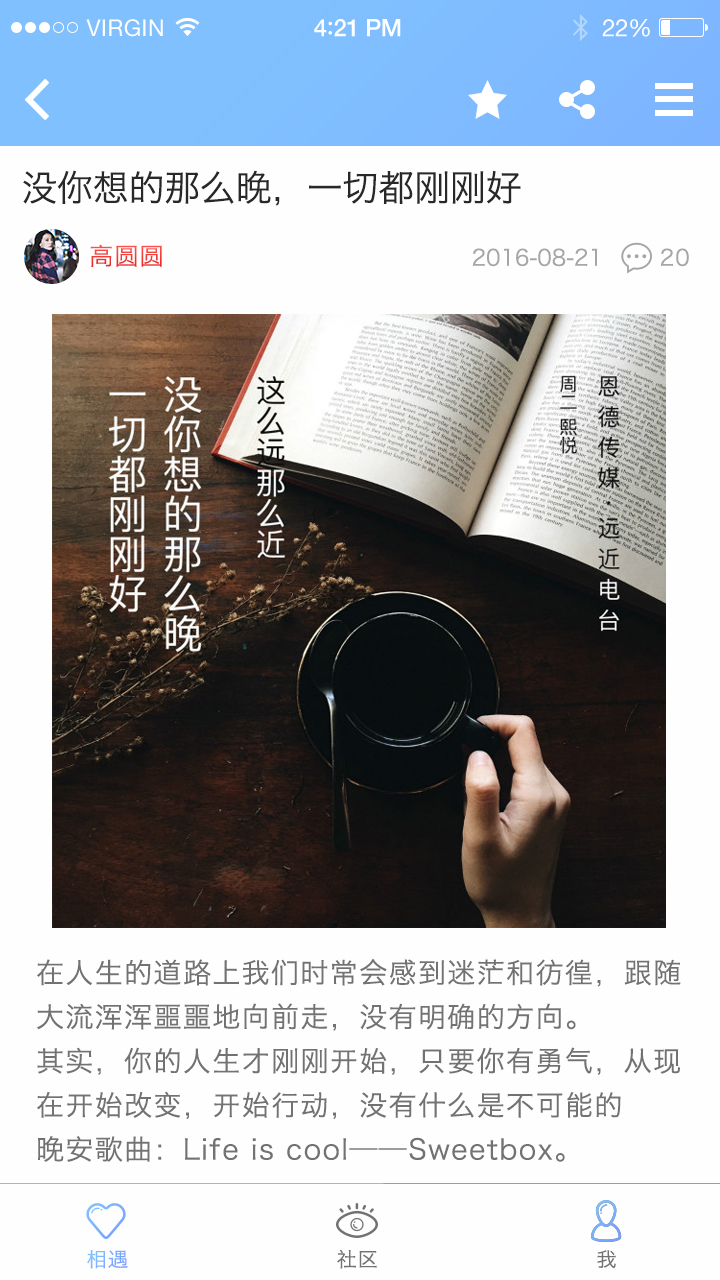 VIRGIN
4:21 PM
22%
没你想的那么晚，一切都刚刚好
高圆圆
2016-08-21
20
恩德传媒·远近电台
周二 熙悦
这么远那么近
没你想的那么晚
一切都刚刚好
在人生的道路上我们时常会感到迷茫和彷徨，跟随
大流浑浑噩噩地向前走，没有明确的方向。
其实，你的人生才刚刚开始，只要你有勇气，从现
在开始改变，开始行动，没有什么是不可能的
晚安歌曲：Life is cool——Sweetbox。
相遇
社区
我